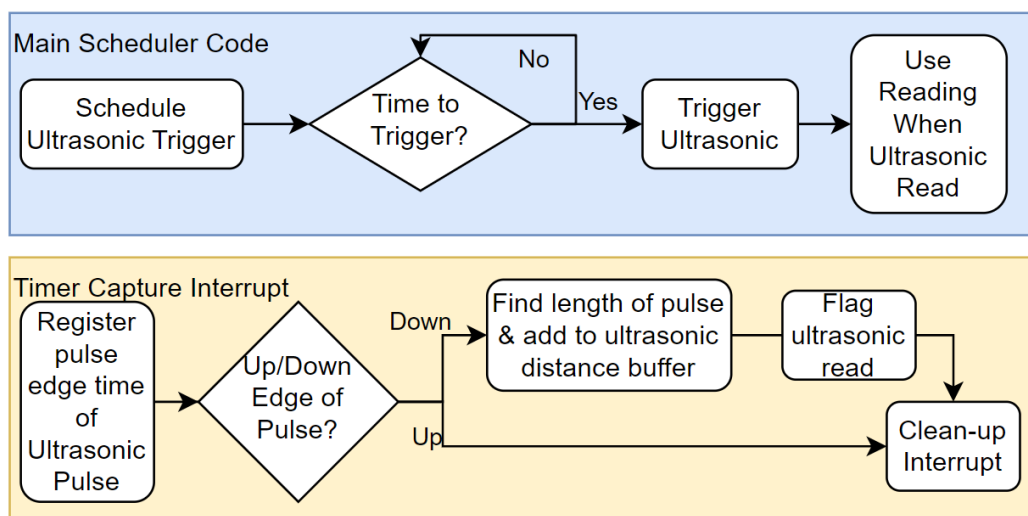 Main Scheduler Code
Schedule
Ultrasonic Trigger
Time to
Trigger?
No
Yes
Trigger
Ultrasonic
Use
Reading
When
Ultrasonic
Read
Timer Capture Interrupt
Register
pulse
edge time
of
Ultrasonic
Pulse
Up/Down
Edge of
Pulse?
Down
Up
Find length of pulse
& add to ultrasonic
distance buffer
Flag
ultrasonic
read
Clean-up
Interrupt